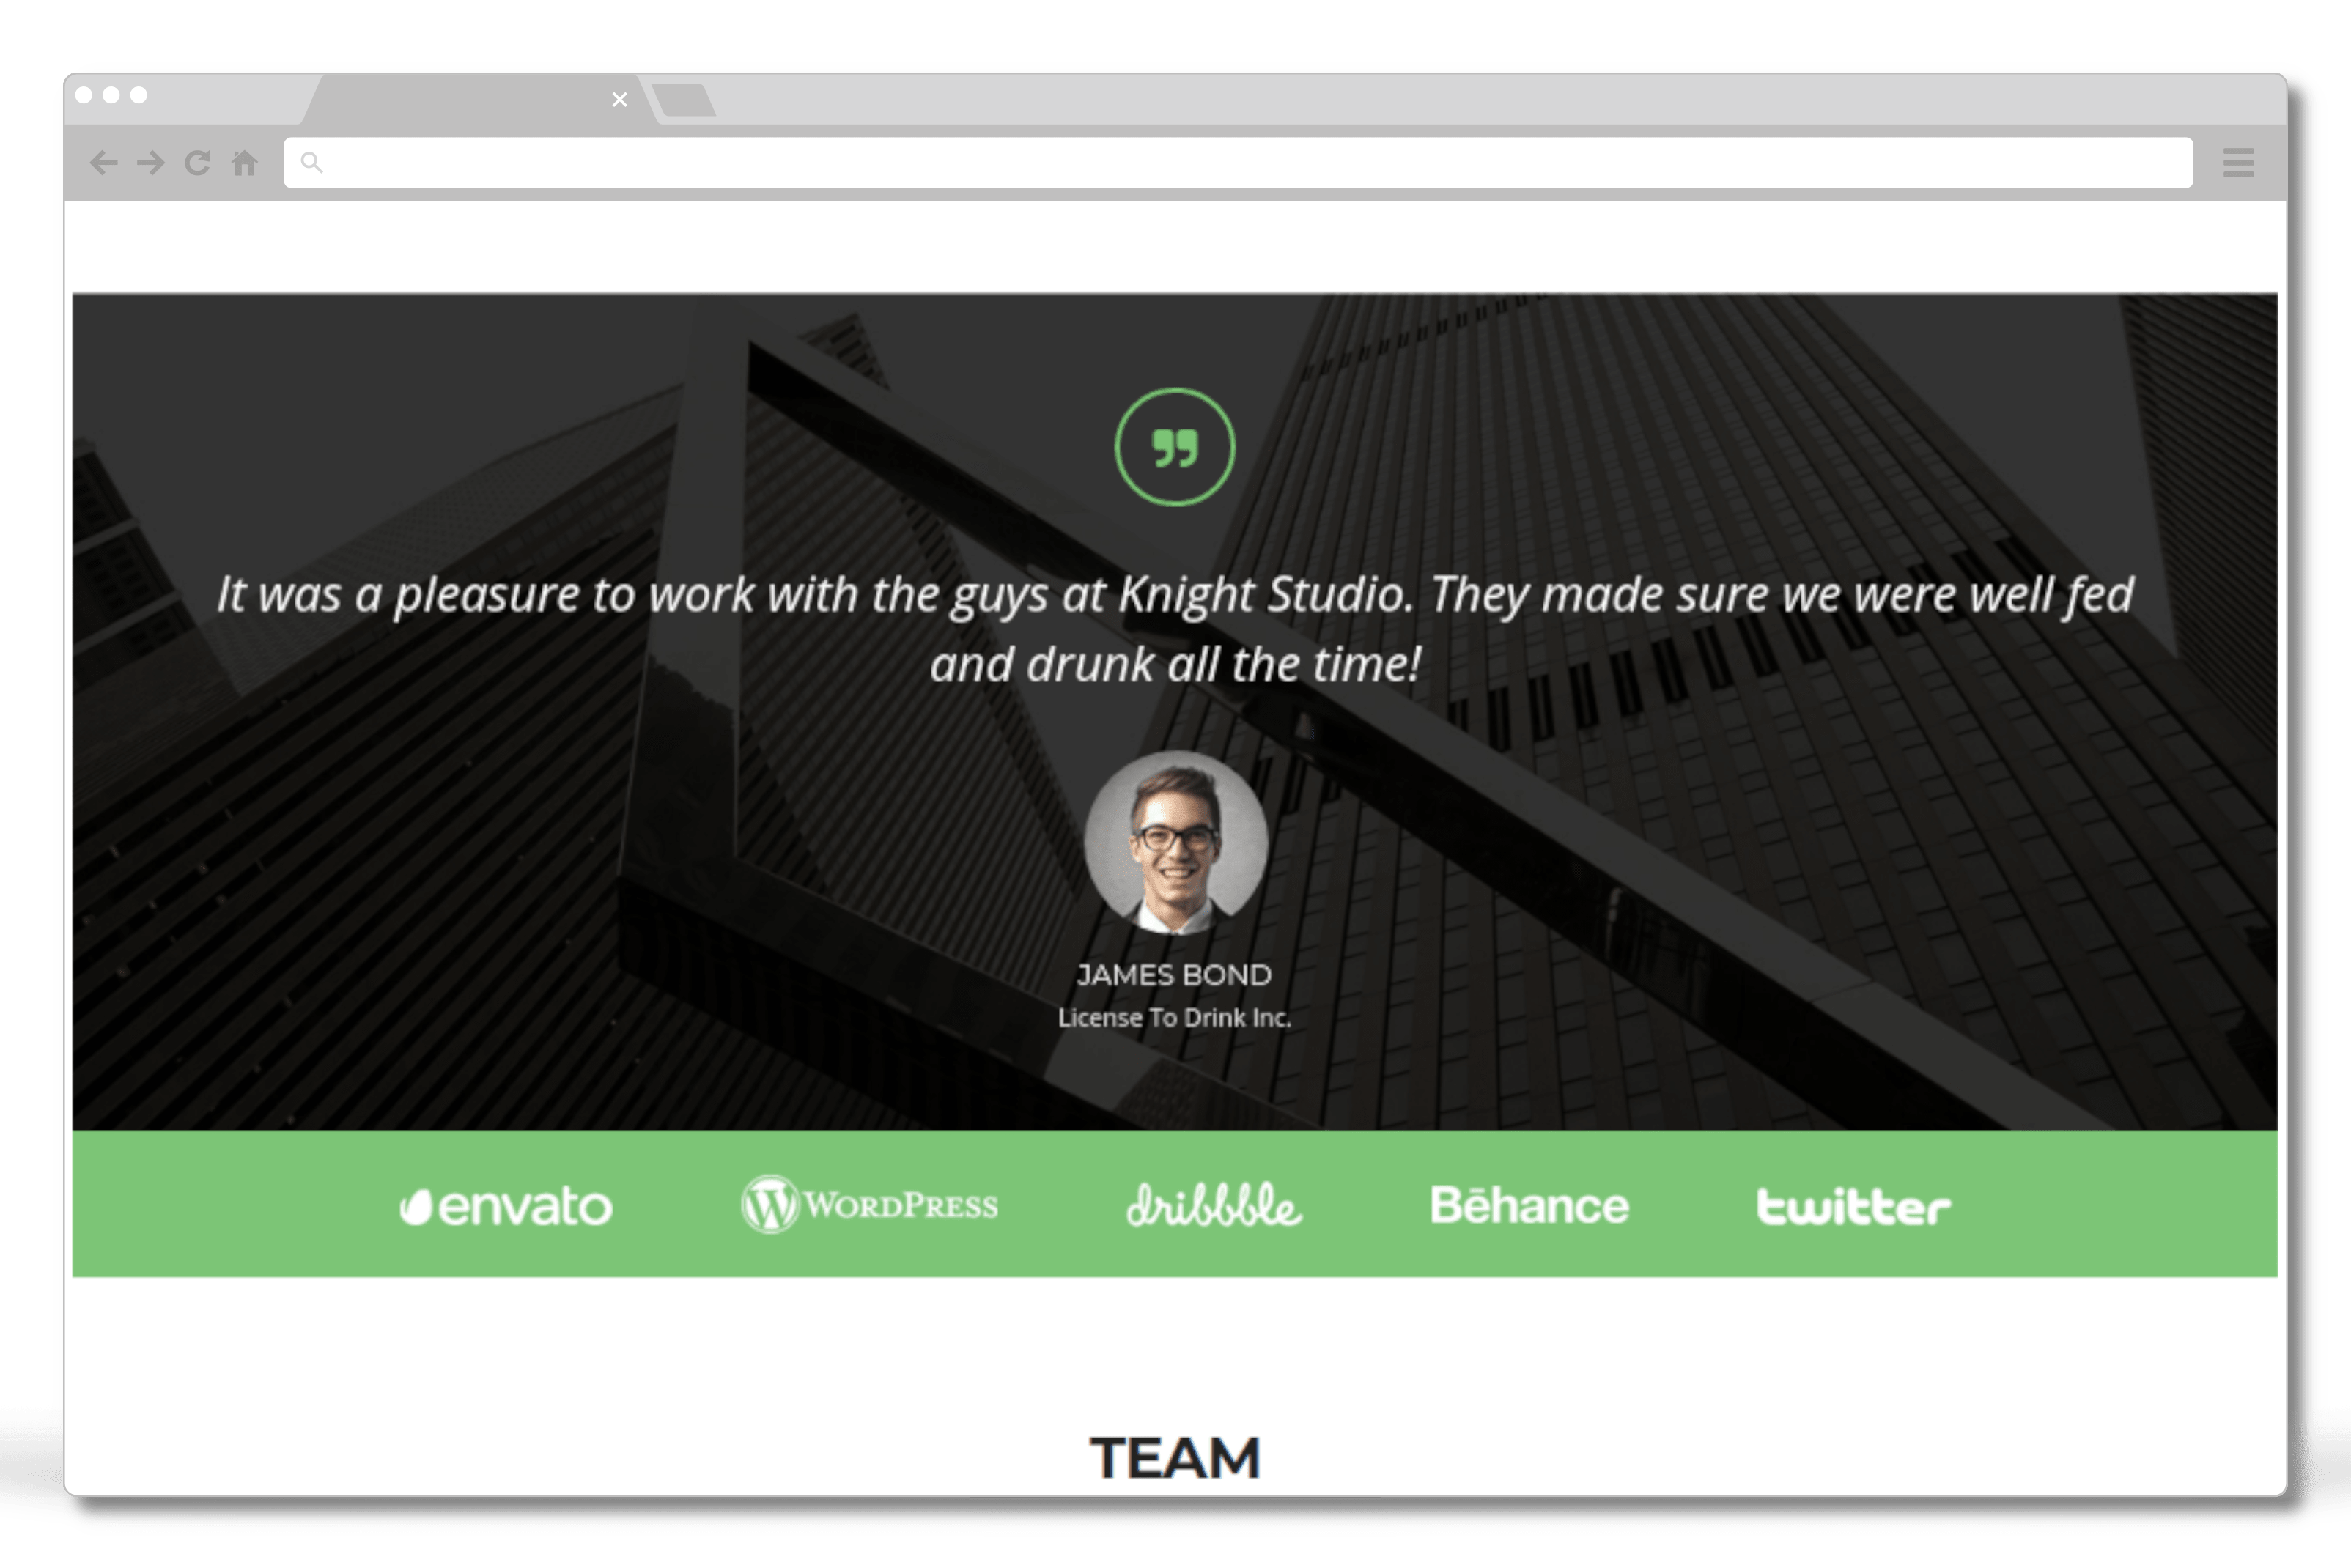 It was a pleasure to work with the guys at Knight Studio. They made sure we were well fed
and drunk all the time!
JAMES BOND
License To Drink Inc.
envato WORDPRESS dribbble Bēhance twitter
TEAM